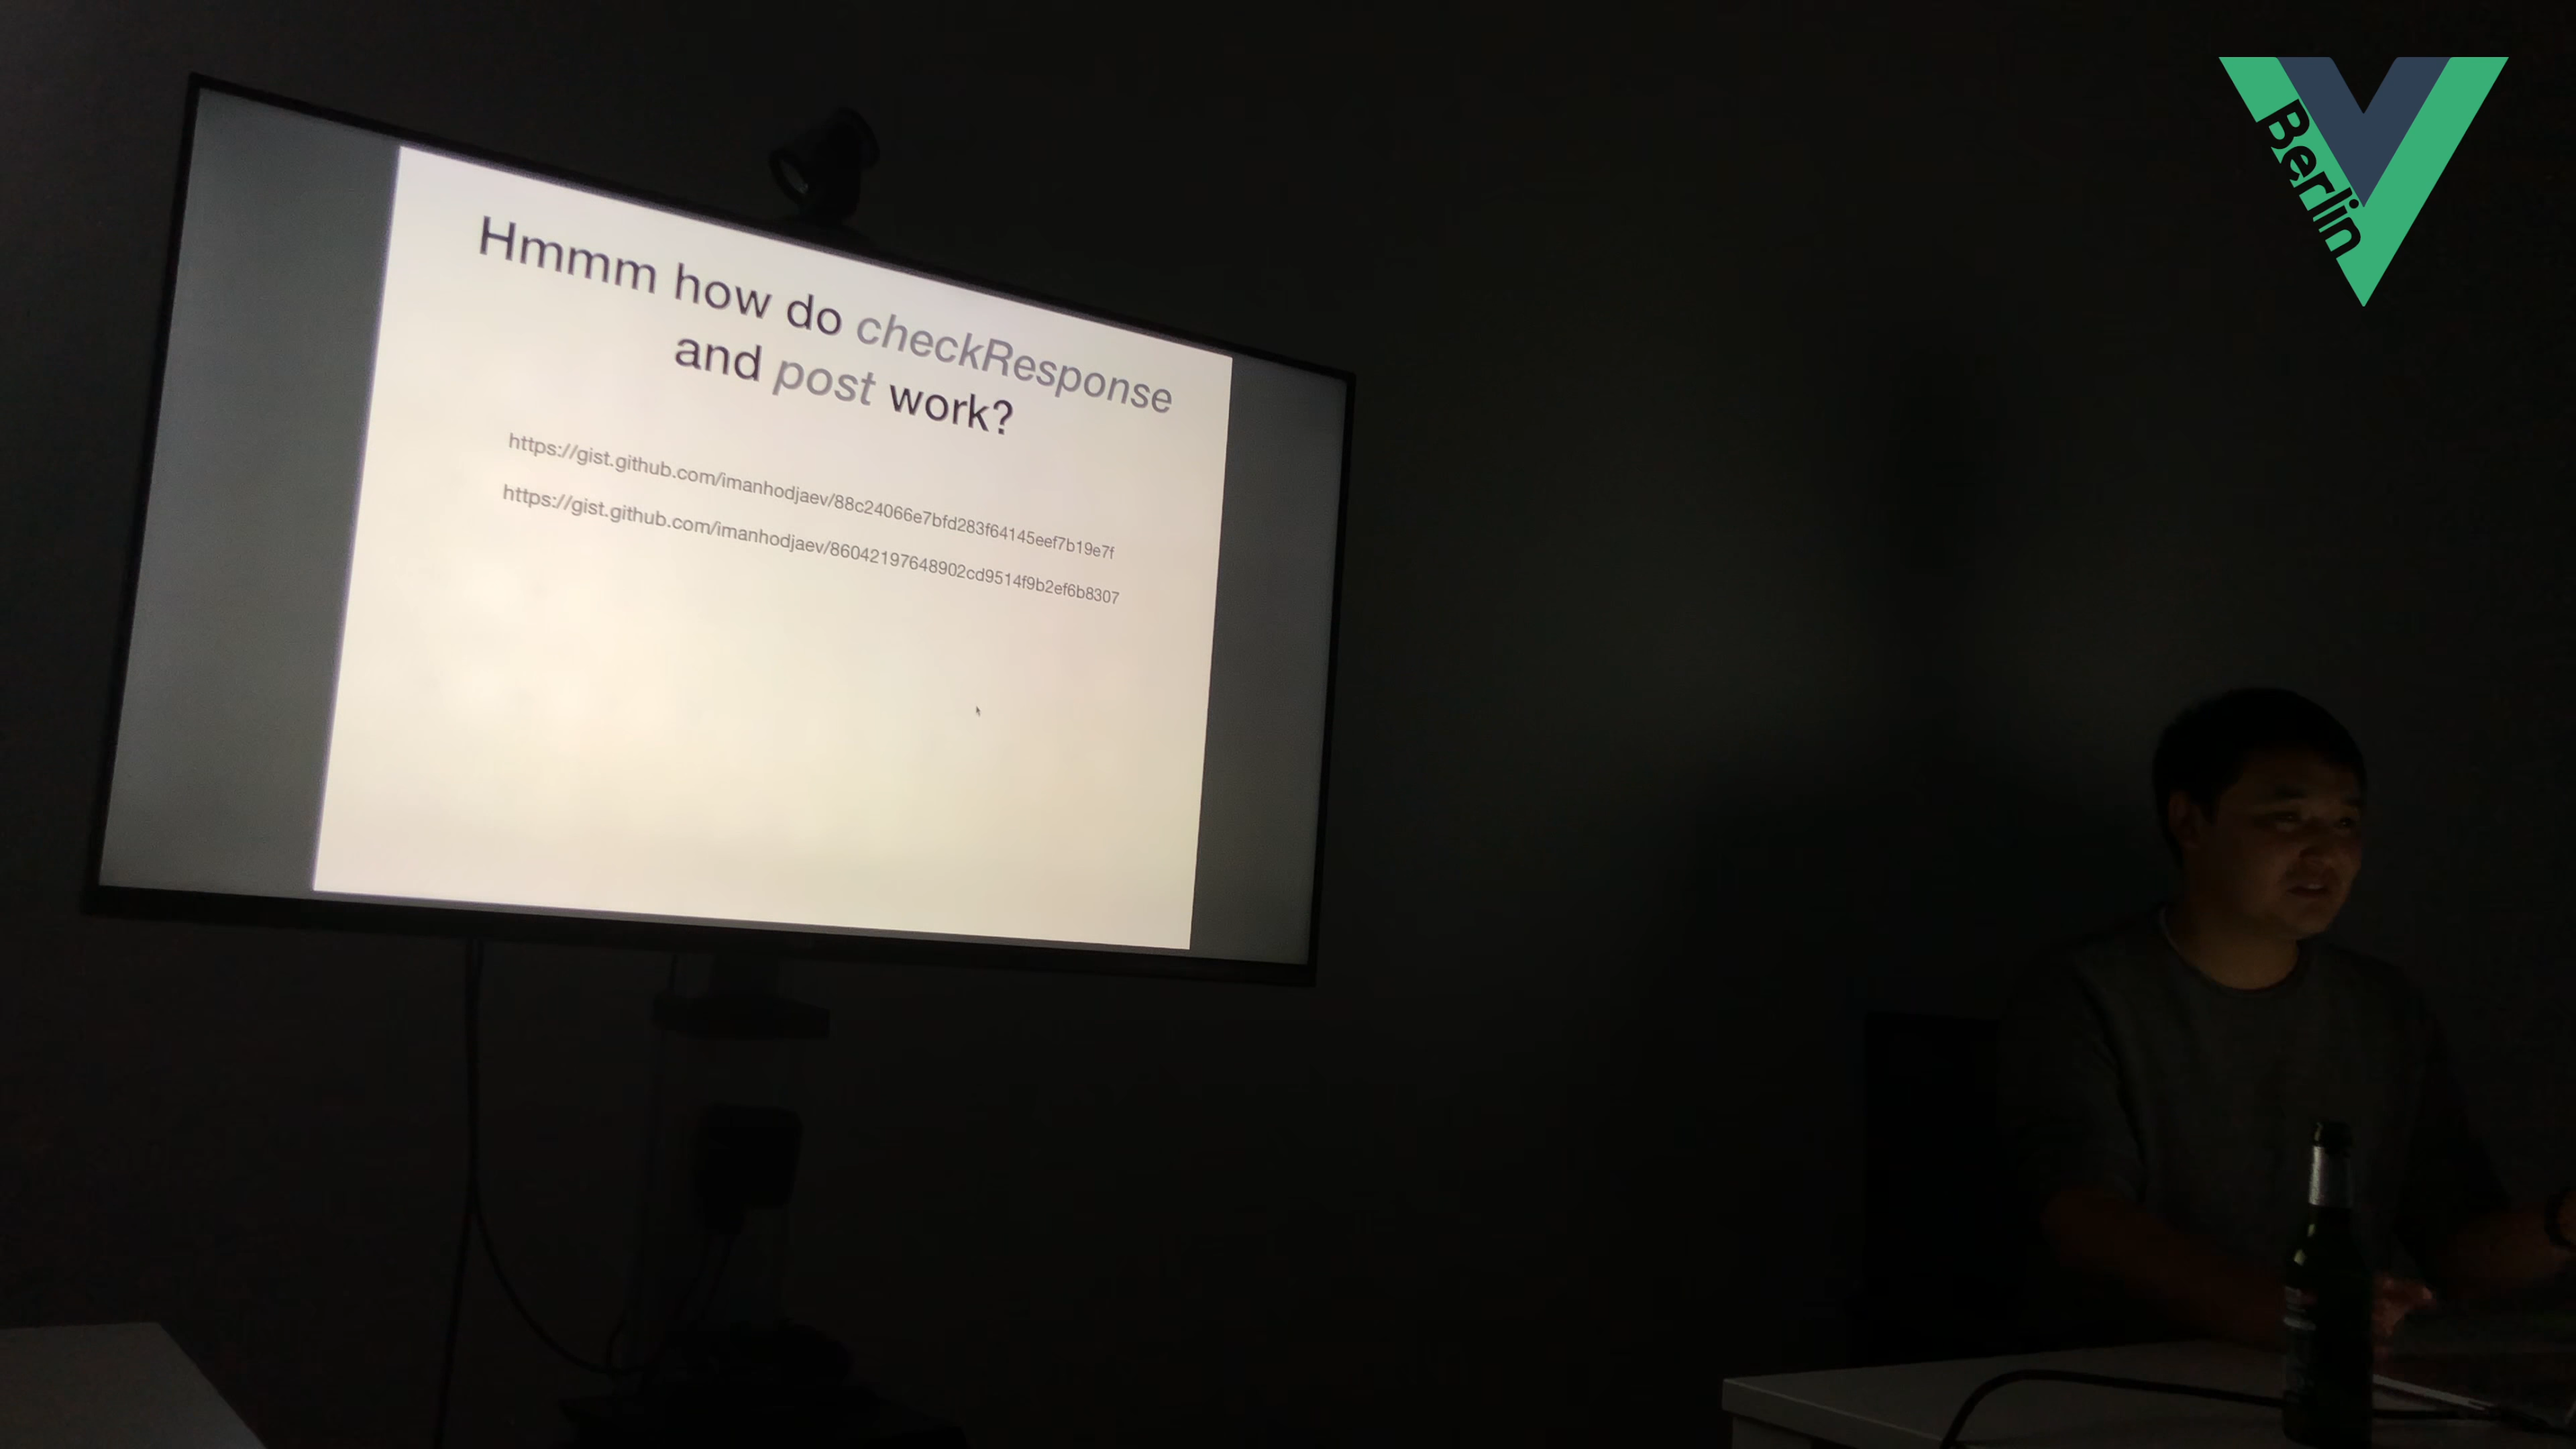 Hmmm how do checkResponse
and post work?
https://gist.github.com/imanhodjaev/88c24066e7bfd283f64145eef7b19e7f
https://gist.github.com/imanhodjaev/86042197648902cd9514f9b2ef6b8307
Berlin